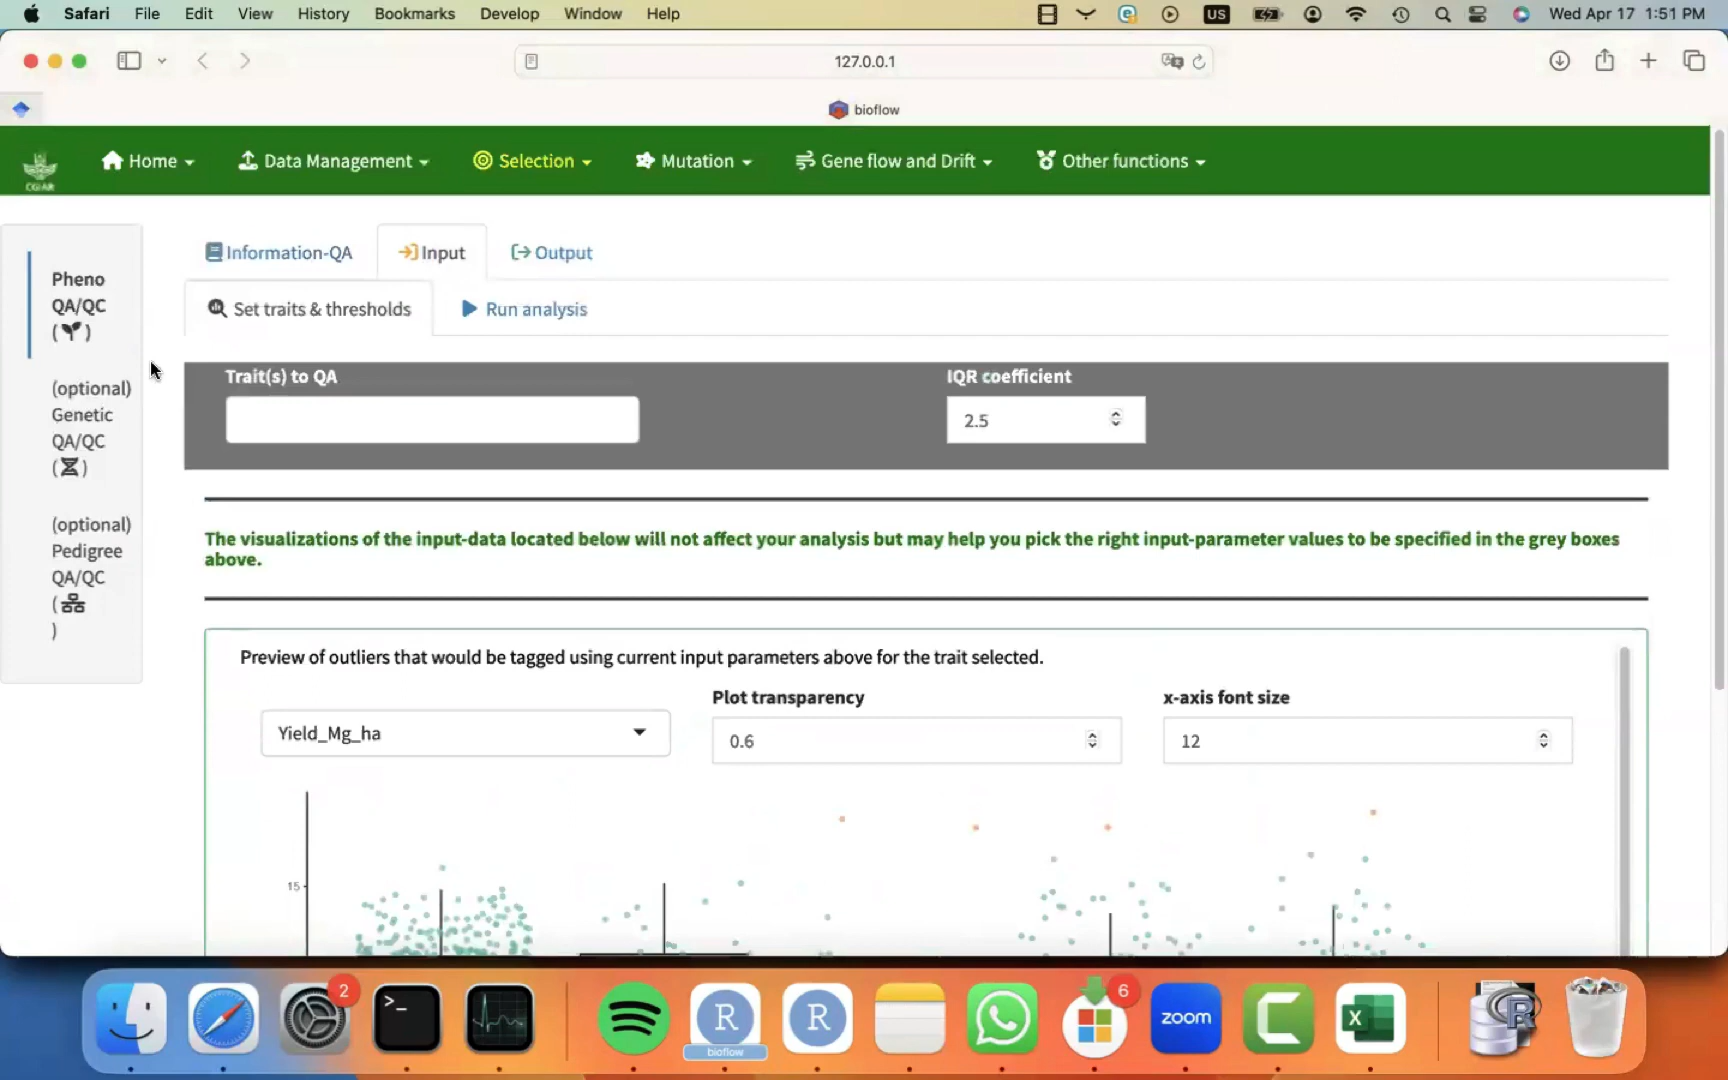 Safari File Edit View History Bookmarks Develop Window Help US Wed Apr 17 1:51 PM
127.0.0.1
bioflow
CGIAR Home Data Management Selection Mutation Gene flow and Drift Other functions
Information-QA Input Output
Set traits & thresholds Run analysis
Pheno
QA/QC
( )
(optional)
Genetic
QA/QC
( )
(optional)
Pedigree
QA/QC
(
)
Trait(s) to QA IQR coefficient
2.5
The visualizations of the input-data located below will not affect your analysis but may help you pick the right input-parameter values to be specified in the grey boxes
above.
Preview of outliers that would be tagged using current input parameters above for the trait selected.
Plot transparency x-axis font size
Yield_Mg_ha 0.6 12
15
2 >_ R R 6 zoom C X R
bioflow